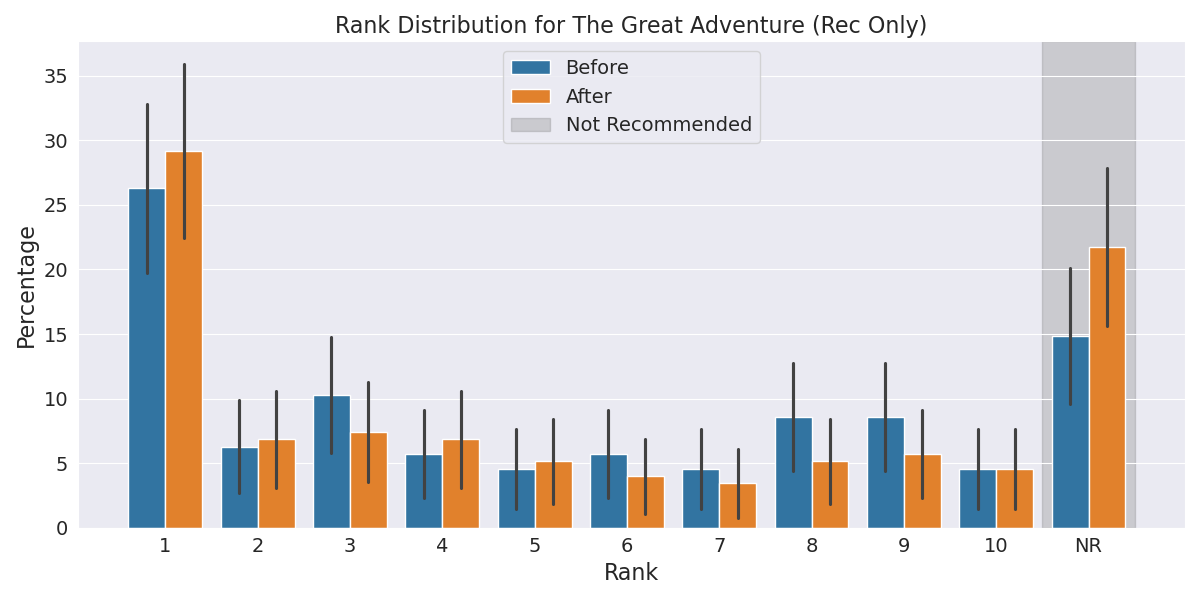 Rank Distribution for The Great Adventure (Rec Only)
Before
After
Not Recommended
Percentage
35
30
25
20
15
10
5
0
1 2 3 4 5 6 7 8 9 10 NR
Rank